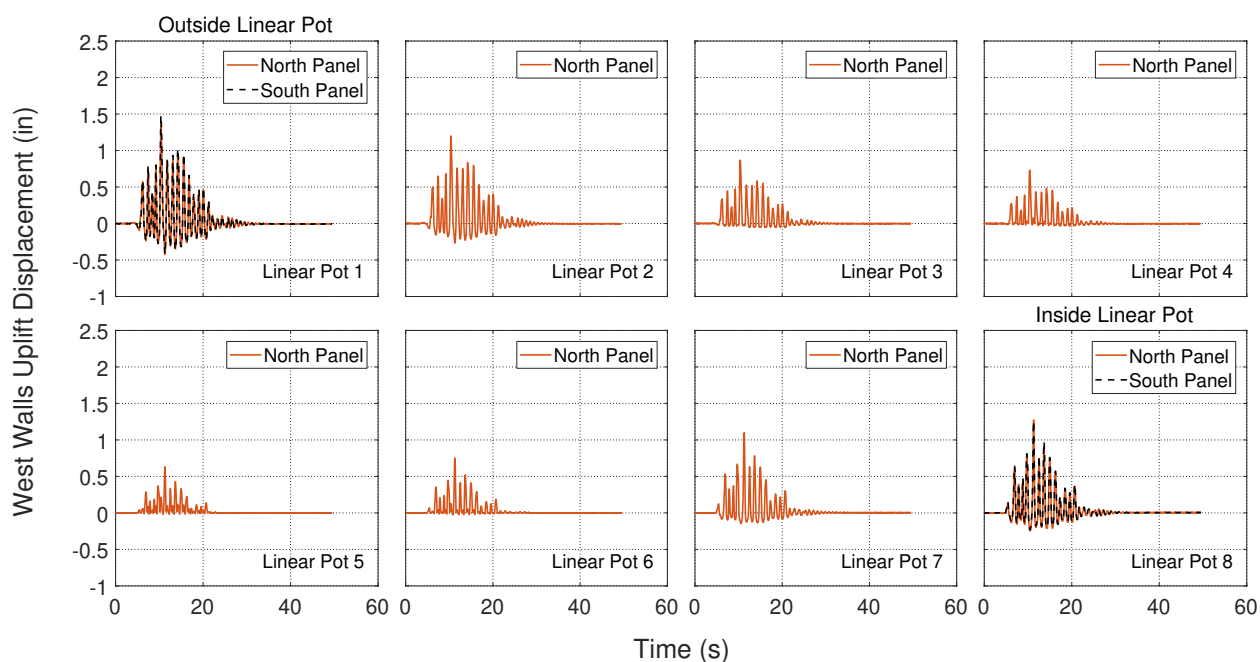 Outside Linear Pot
2.5
2
1.5
1
0.5
0
-0.5
-1
North Panel
South Panel
Linear Pot 1
North Panel
Linear Pot 2
North Panel
Linear Pot 3
North Panel
Linear Pot 4
West Walls Uplift Displacement (in)
2.5
2
1.5
1
0.5
0
-0.5
-1
North Panel
Linear Pot 5
0 20 40 60
North Panel
Linear Pot 6
0 20 40 60
North Panel
Linear Pot 7
0 20 40 60
Inside Linear Pot
North Panel
South Panel
Linear Pot 8
0 20 40 60
Time (s)